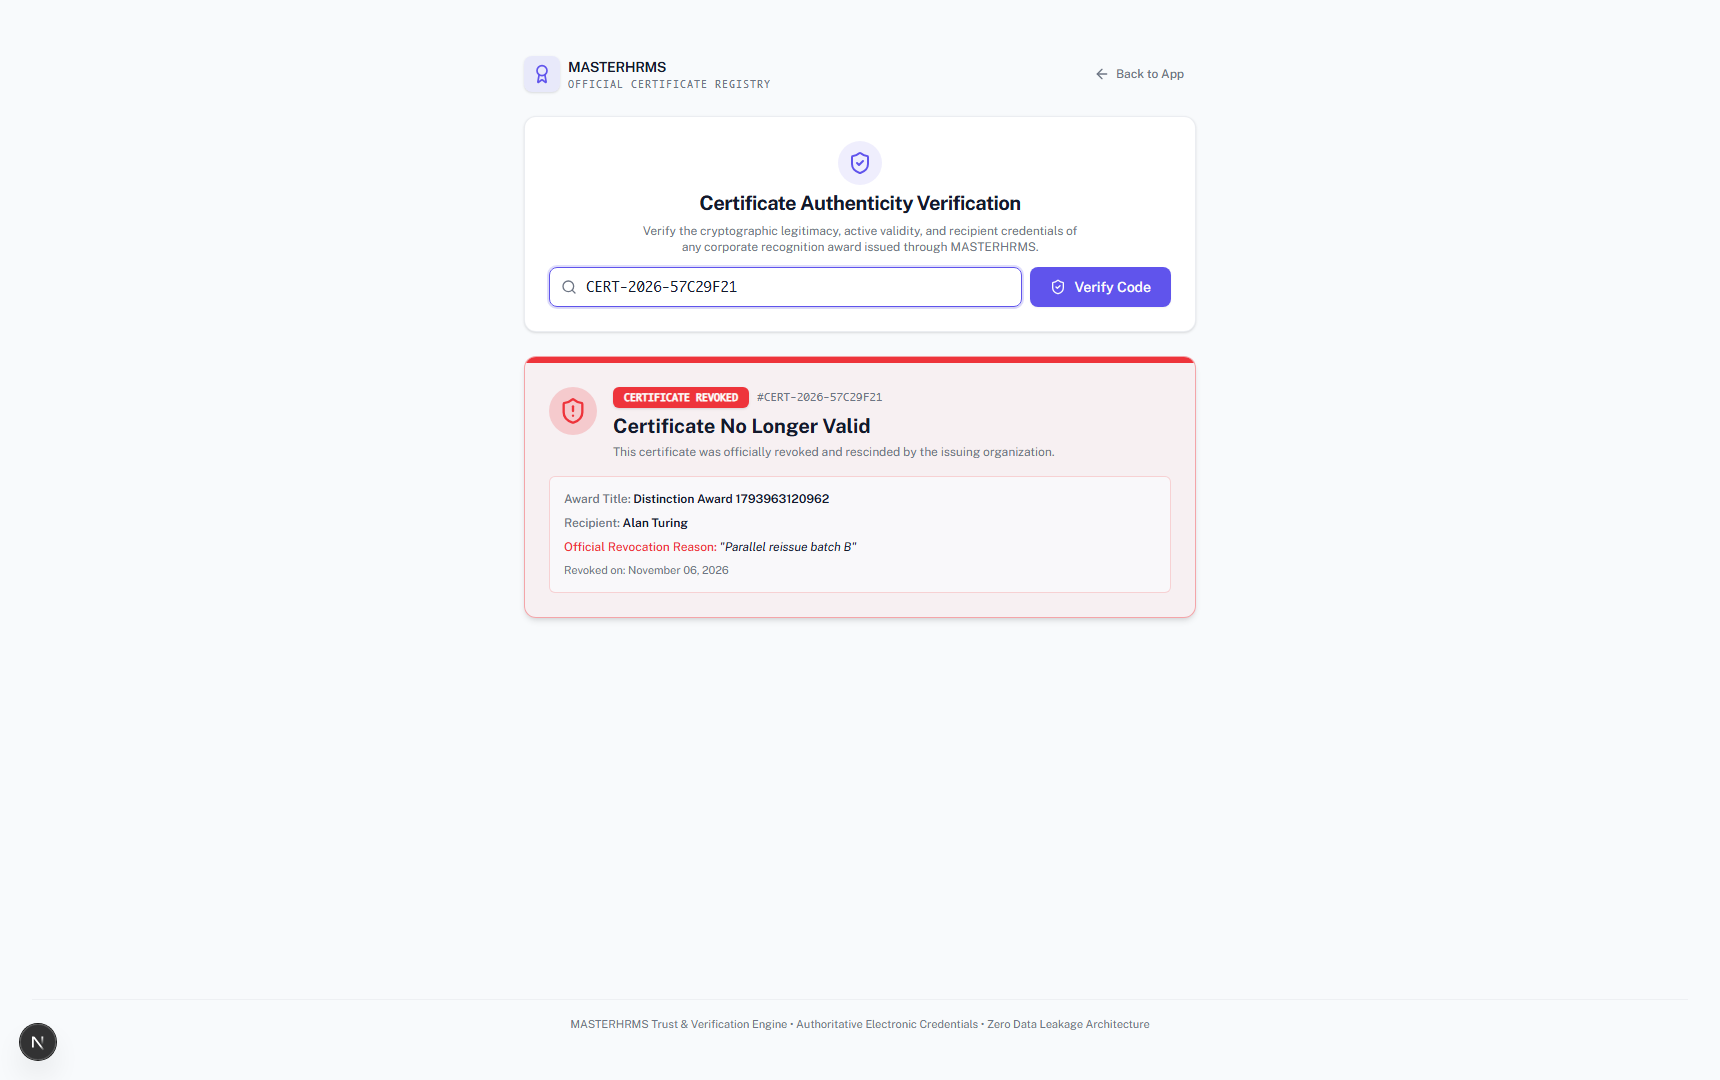 MASTERHRMS
OFFICIAL CERTIFICATE REGISTRY
Back to App
Certificate Authenticity Verification
Verify the cryptographic legitimacy, active validity, and recipient credentials of
any corporate recognition award issued through MASTERHRMS.
CERT-2026-57C29F21
Verify Code
CERTIFICATE REVOKED #CERT-2026-57C29F21
Certificate No Longer Valid
This certificate was officially revoked and rescinded by the issuing organization.
Award Title: Distinction Award 1793963120962
Recipient: Alan Turing
Official Revocation Reason: "Parallel reissue batch B"
Revoked on: November 06, 2026
MASTERHRMS Trust & Verification Engine • Authoritative Electronic Credentials • Zero Data Leakage Architecture
N